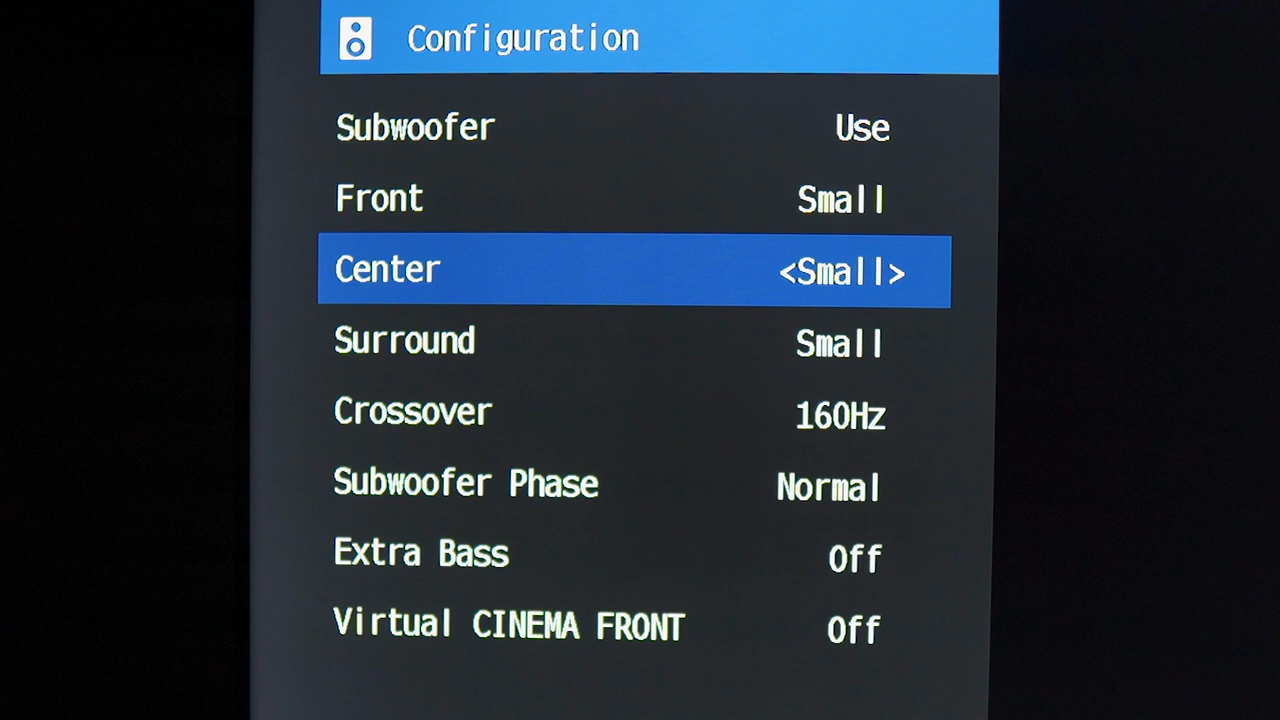 Configuration
Subwoofer Use
Front Small
Center <Small>
Surround Small
Crossover 160Hz
Subwoofer Phase Normal
Extra Bass Off
Virtual CINEMA FRONT Off